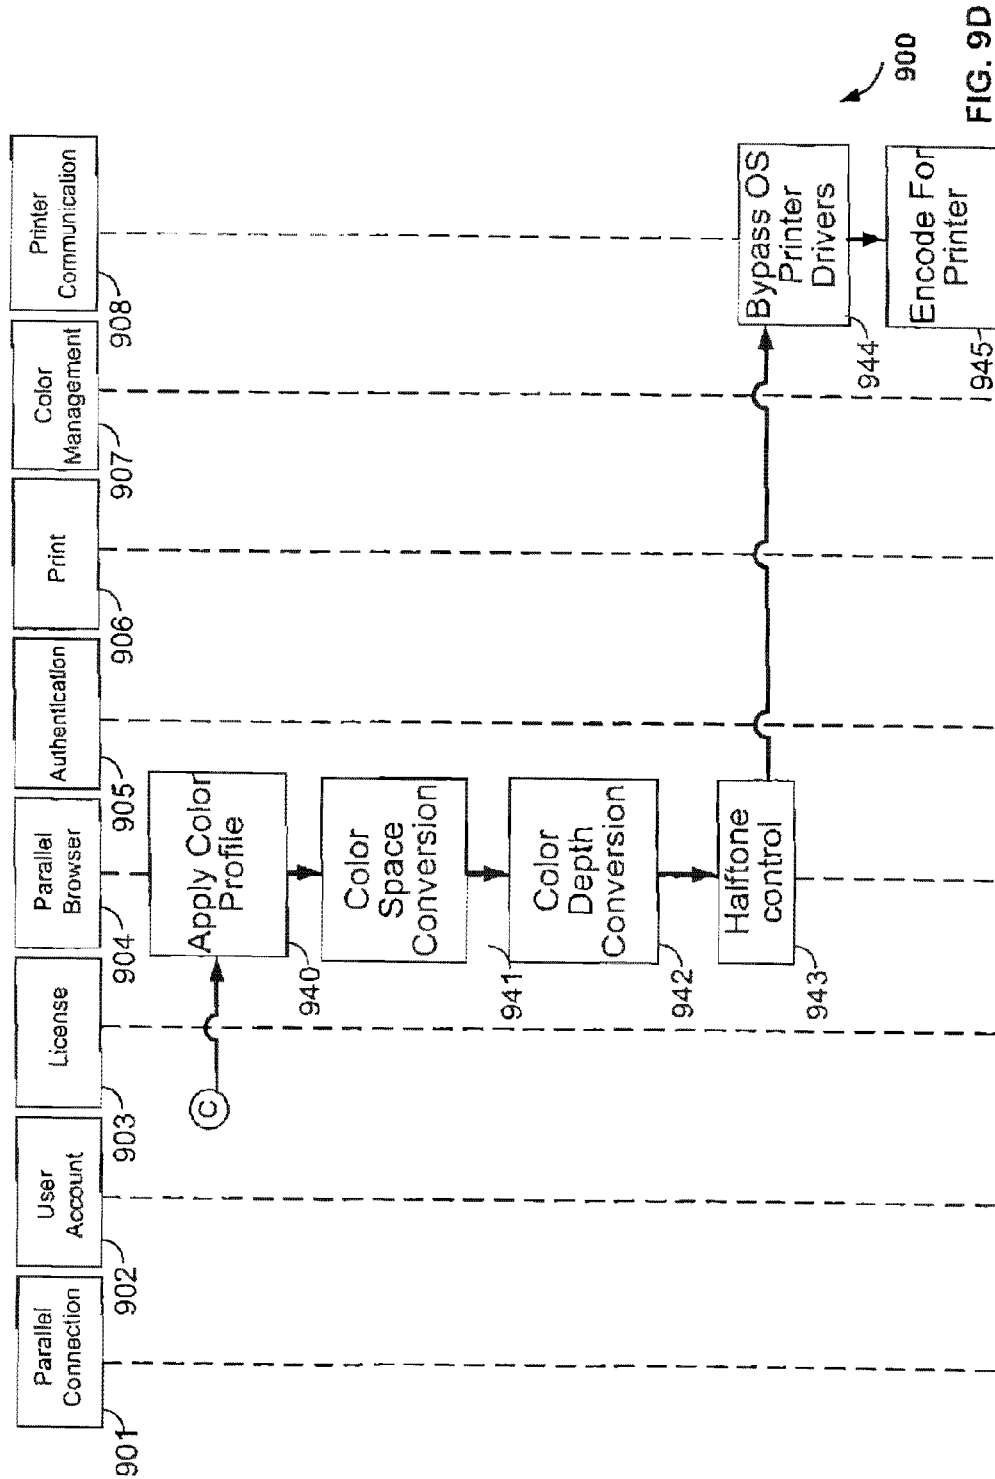 Parallel
Connection
901
User
Account
902
License
903
Parallel
Browser
904
Authentication
905
Print
906
Color
Management
907
Printer
Communication
908
C
Apply Color
Profile
940
Color
Space
Conversion
941
Color
Depth
Conversion
942
Halftone
control
943
Bypass OS
Printer
Drivers
944
Encode For
Printer
945
900
FIG. 9D